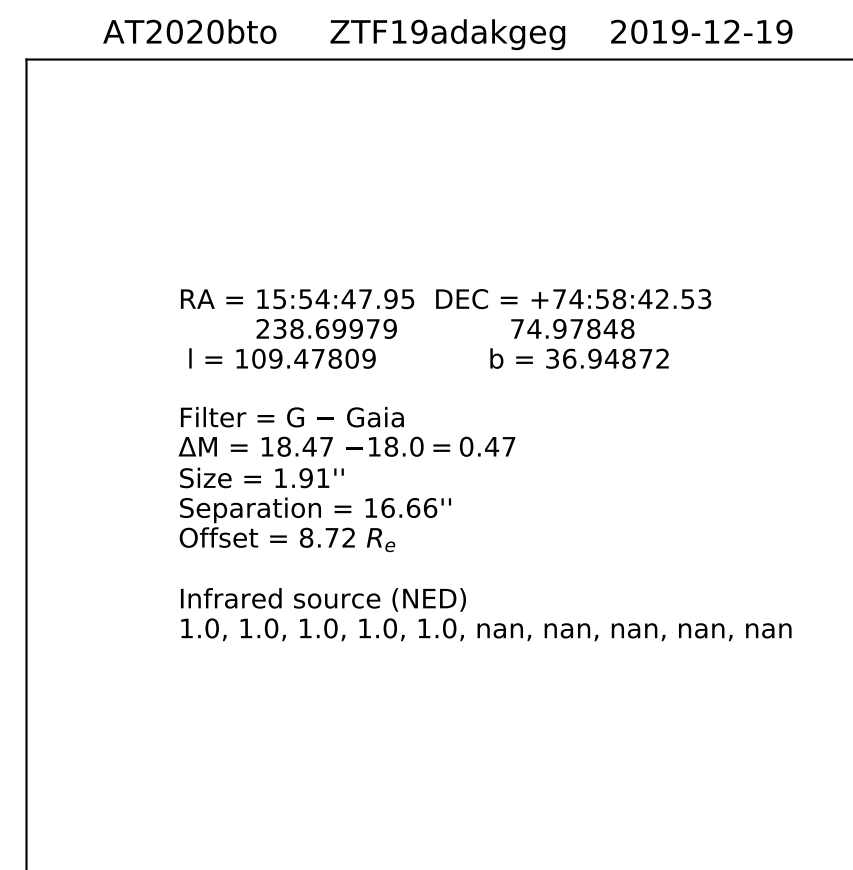 AT2020bto ZTF19adakgeg 2019-12-19
RA = 15:54:47.95 DEC = +74:58:42.53
238.69979 74.97848
l = 109.47809 b = 36.94872
Filter = G − Gaia
ΔM = 18.47 −18.0 = 0.47
Size = 1.91''
Separation = 16.66''
Offset = 8.72 Re
Infrared source (NED)
1.0, 1.0, 1.0, 1.0, 1.0, nan, nan, nan, nan, nan